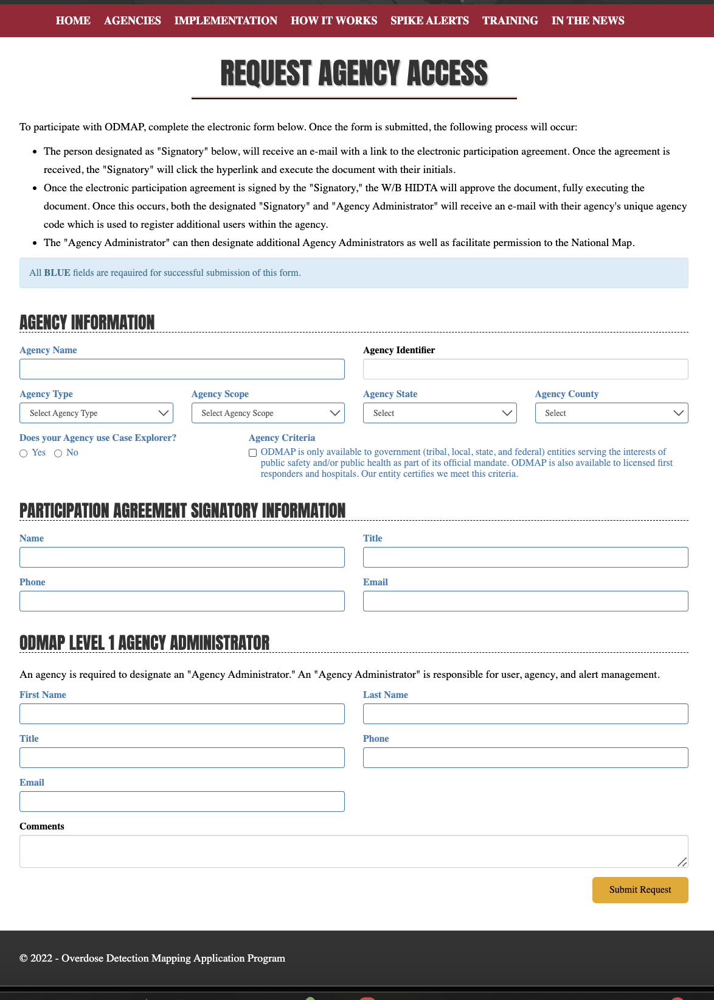 HOME AGENCIES IMPLEMENTATION HOW IT WORKS SPIKE ALERTS TRAINING IN THE NEWS
REQUEST AGENCY ACCESS
To participate with ODMAP, complete the electronic form below. Once the form is submitted, the following process will occur:
• The person designated as "Signatory" below, will receive an e-mail with a link to the electronic participation agreement. Once the agreement is
received, the "Signatory" will click the hyperlink and execute the document with their initials.
• Once the electronic participation agreement is signed by the "Signatory," the W/B HIDTA will approve the document, fully executing the
document. Once this occurs, both the designated "Signatory" and "Agency Administrator" will receive an e-mail with their agency's unique agency
code which is used to register additional users within the agency.
• The "Agency Administrator" can then designate additional Agency Administrators as well as facilitate permission to the National Map.
All BLUE fields are reqauired for successful submission of this form.
AGENCY INFORMATION
Agency Name Agency Identifier
Agency Type Agency Scope Agency State Agency County
Select Agency Type Select Agency Scope Select Select
Does your Agency use Case Explorer? Agency Criteria
Yes No ODMAP is only available to government (tribal, local, state, and federal) entities serving the interests of
public safety and/or public health as part of its official mandate. ODMAP is also available to licensed first
responders and hospitals. Our entity certifies we meet this criteria.
PARTICIPATION AGREEMENT SIGNATORY INFORMATION
Name Title
Phone Email
ODMAP LEVEL 1 AGENCY ADMINISTRATOR
An agency is required to designate an "Agency Administrator." An "Agency Administrator" is responsible for user, agency, and alert management.
First Name Last Name
Title Phone
Email
Comments
Submit Request
© 2022 - Overdose Detection Mapping Application Program